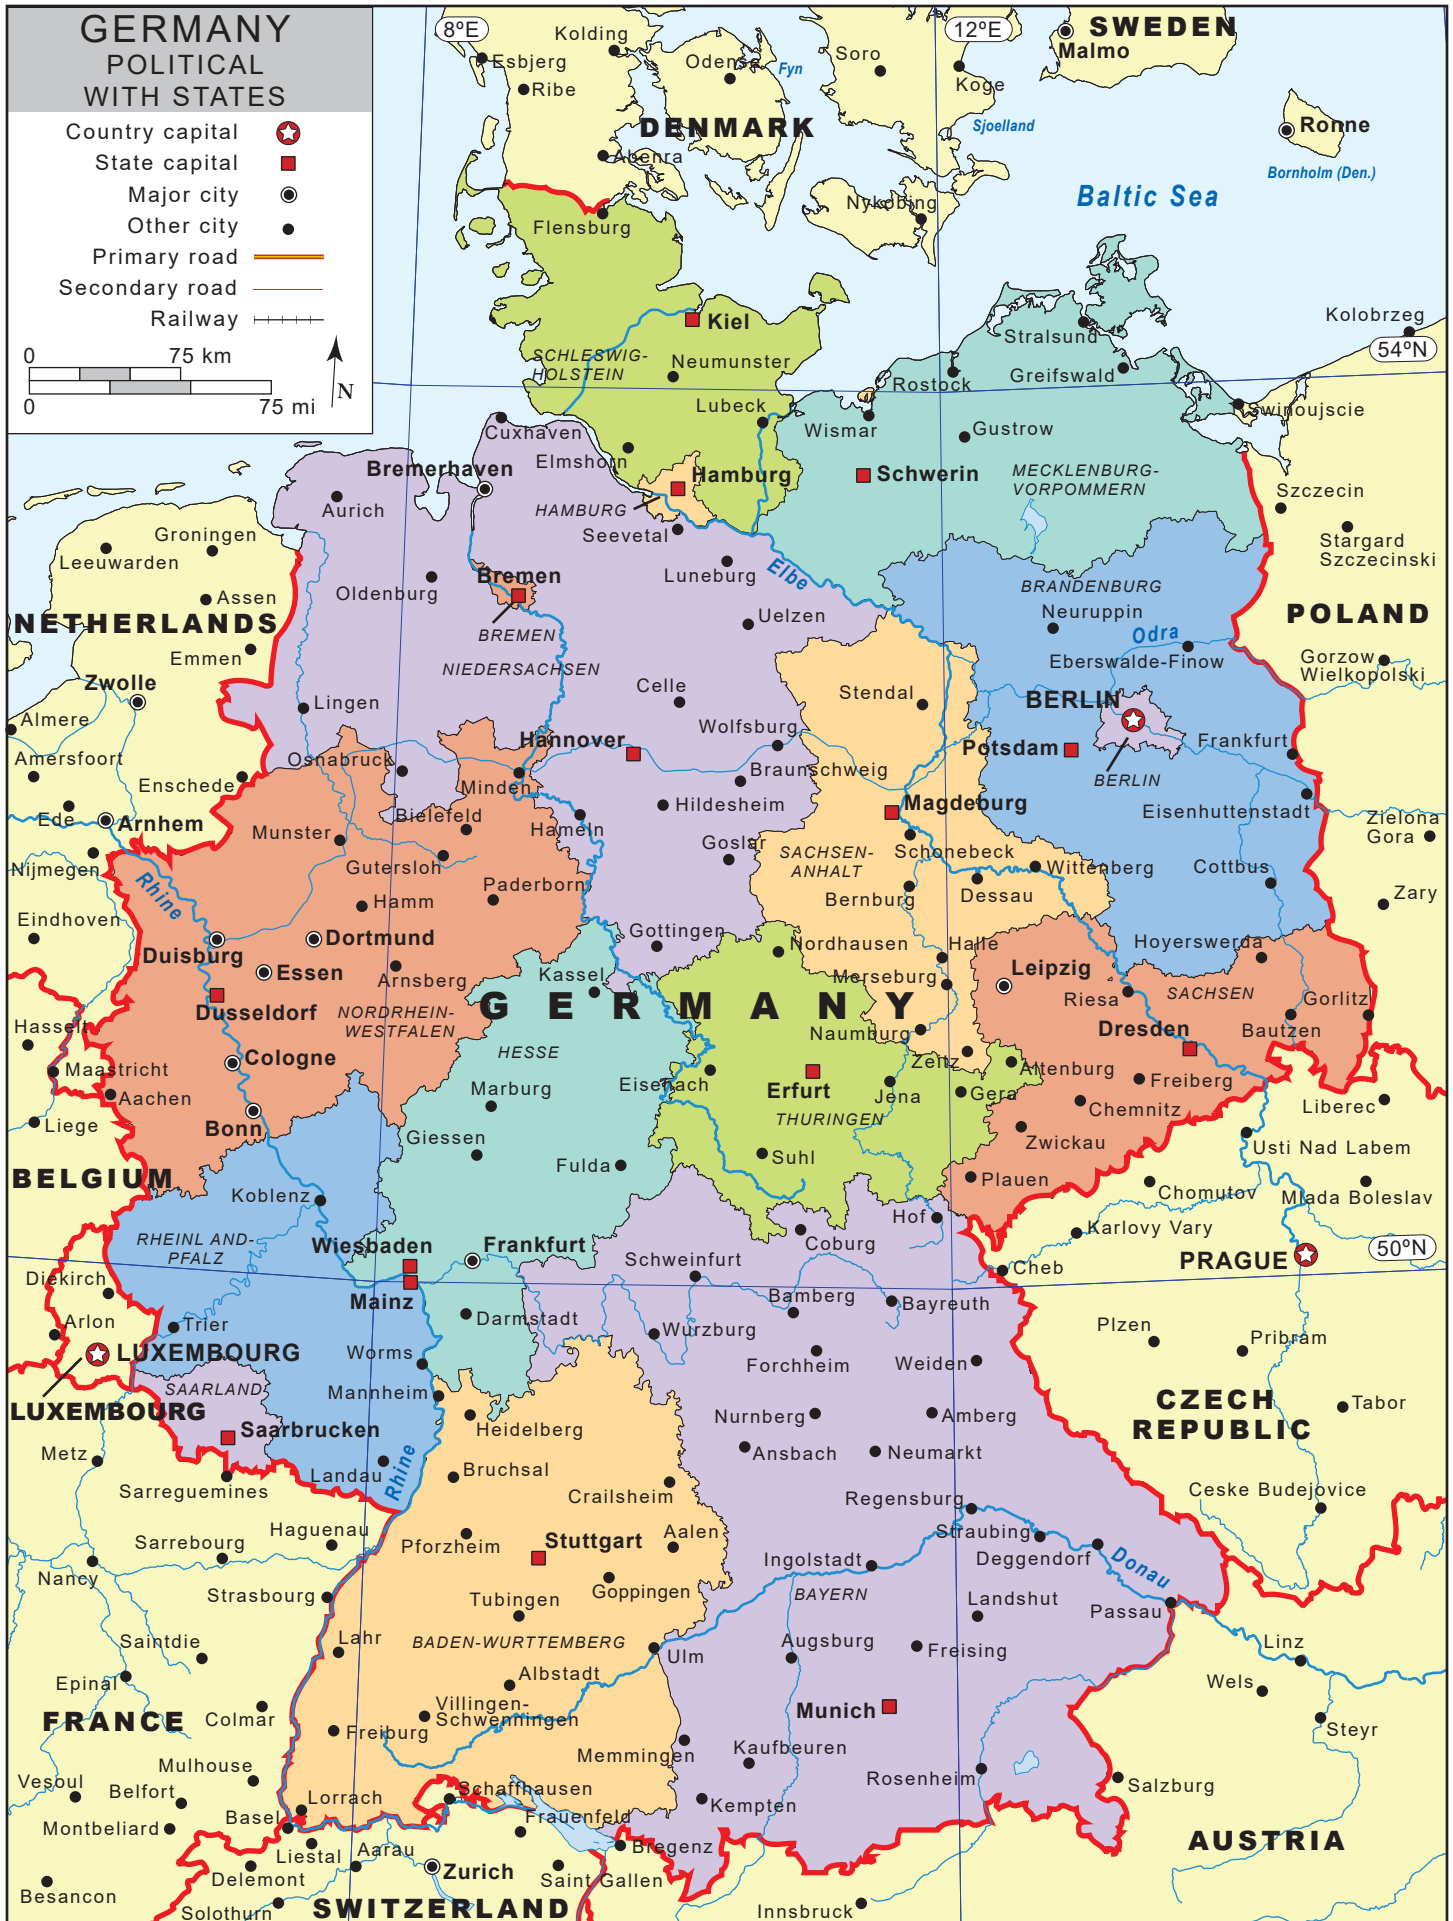 GERMANY
POLITICAL
WITH STATES
Country capital
State capital
Major city
Other city
Primary road
Secondary road
Railway
0
75 km
0
75 mi
N
8ºE
12ºE
54ºN
50ºN
SWEDEN
Malmo
Kolding
Esbjerg
Ribe
Odense
Fyn
Soro
Koge
DENMARK
Sjoelland
Ronne
Bornholm (Den.)
Abenra
Nykobing
Baltic Sea
Flensburg
Kiel
SCHLESWIG-
HOLSTEIN
Neumunster
Lubeck
Stralsund
Rostock
Greifswald
Kolobrzeg
Swinoujscie
Wismar
Gustrow
Cuxhaven
Elmshorn
Bremerhaven
Hamburg
HAMBURG
Seevetal
Schwerin
MECKLENBURG-
VORPOMMERN
Szczecin
Stargard
Szczecinski
Aurich
Groningen
Leeuwarden
Assen
NETHERLANDS
Emmen
Zwolle
Almere
Amersfoort
Enschede
Ede
Arnhem
Nijmegen
Eindhoven
Oldenburg
Bremen
BREMEN
Luneburg
Elbe
Uelzen
NIEDERSACHSEN
Lingen
Celle
Wolfsburg
Hannover
Osnabruck
Minden
Braunschweig
Hildesheim
Hameln
Goslar
Gottingen
BRANDENBURG
Neuruppin
Odra
Eberswalde-Finow
POLAND
Gorzow
Wielkopolski
BERLIN
BERLIN
Potsdam
Frankfurt
Eisenhuttenstadt
Zielona
Gora
Cottbus
Zary
Stendal
Magdeburg
SACHSEN-
ANHALT
Schonebeck
Wittenberg
Bernburg
Dessau
Halle
Merseburg
Naumburg
Zeitz
Munster
Bielefeld
Gutersloh
Paderborn
Hamm
Rhine
Duisburg
Dortmund
Essen
Arnsberg
Dusseldorf
NORDRHEIN-
WESTFALEN
Cologne
Bonn
Aachen
Hasselt
Maastricht
Liege
BELGIUM
GERMANY
Kassel
HESSE
Marburg
Giessen
Fulda
Wiesbaden
Frankfurt
Darmstadt
Nordhausen
Eisenach
Erfurt
THURINGEN
Jena
Gera
Suhl
Altenburg
Leipzig
Riesa
SACHSEN
Hoyerswerda
Gorlitz
Bautzen
Dresden
Freiberg
Chemnitz
Zwickau
Plauen
Liberec
Usti Nad Labem
Chomutov
Mlada Boleslav
Karlovy Vary
PRAGUE
Cheb
Plzen
Pribram
CZECH
REPUBLIC
Tabor
Ceske Budejovice
Koblenz
RHEINL AND-
PFALZ
Mainz
Trier
Worms
Diekirch
Arlon
LUXEMBOURG
LUXEMBOURG
SAARLAND
Saarbrucken
Landau
Rhine
Metz
Sarreguemines
Haguenau
Sarrebourg
Nancy
Strasbourg
Saintdie
Epinal
FRANCE
Colmar
Mulhouse
Vesoul
Belfort
Montbeliard
Besancon
Mannheim
Heidelberg
Bruchsal
Crailsheim
Pforzheim
Stuttgart
Aalen
Goppingen
Tubingen
Lahr
BADEN-WURTTEMBERG
Ulm
Albstadt
Villingen-
Schwenningen
Freiburg
Lorrach
Hof
Coburg
Schweinfurt
Bamberg
Bayreuth
Wurzburg
Forchheim
Weiden
Nurnberg
Amberg
Ansbach
Neumarkt
Regensburg
Straubing
Deggendorf
Donau
Ingolstadt
BAYERN
Passau
Landshut
Augsburg
Freising
Munich
Memmingen
Kaufbeuren
Rosenheim
Kempten
Linz
Wels
Steyr
Salzburg
AUSTRIA
Innsbruck
Bregenz
Schaffhausen
Frauenfeld
Basel
Liestal
Aarau
Delemont
Zurich
Saint Gallen
Solothurn
SWITZERLAND